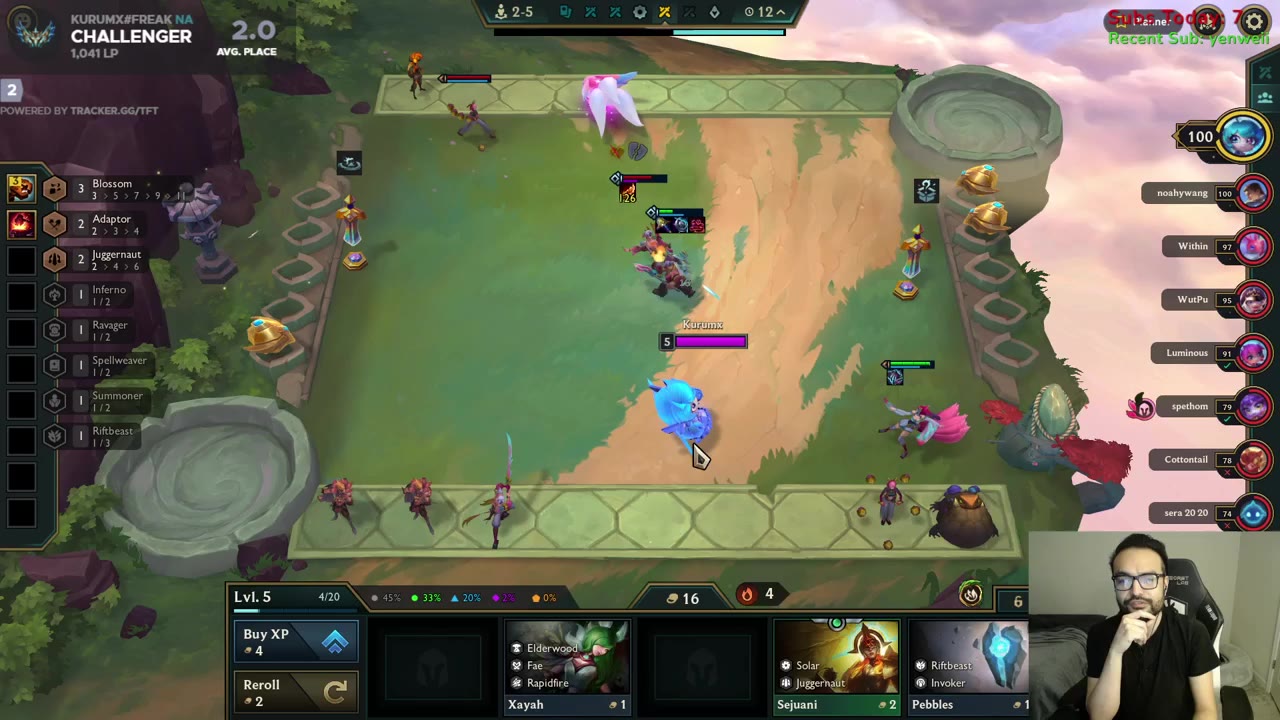 KURUMX#FREAK NA
CHALLENGER
1,041 LP
2.0
AVG. PLACE
2
POWERED BY TRACKER.GG/TFT
2-5
12
Subs Today: 7
Recent Sub: yenweii
100
noahywang 100
Within 97
WutPu 95
Luminous 91
spethom 79
Cottontail 78
sera 20 20 74
3 Blossom
3 > 5 > 7 > 9 > 11
2 Adaptor
2 > 3 > 4
2 Juggernaut
2 > 4 > 6
1 Inferno
1 / 2
1 Ravager
1 / 2
1 Spellweaver
1 / 2
1 Summoner
1 / 2
1 Riftbeast
1 / 3
126
Kurumx
5
Lvl. 5
4/20
45%
33%
20%
2%
0%
16
4
6
Buy XP
4
Reroll
2
Elderwood
Fae
Rapidfire
Xayah 1
Solar
Juggernaut
Sejuani 2
Riftbeast
Invoker
Pebbles 1